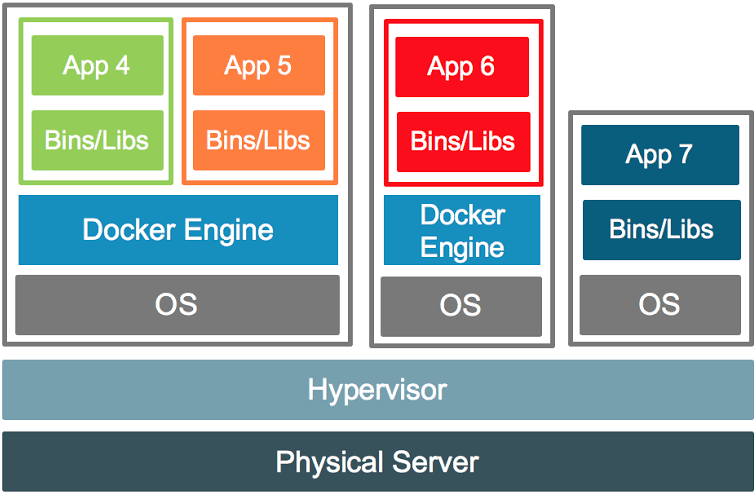 App 4
Bins/Libs
App 5
Bins/Libs
Docker Engine
OS
App 6
Bins/Libs
Docker
Engine
OS
App 7
Bins/Libs
OS
Hypervisor
Physical Server